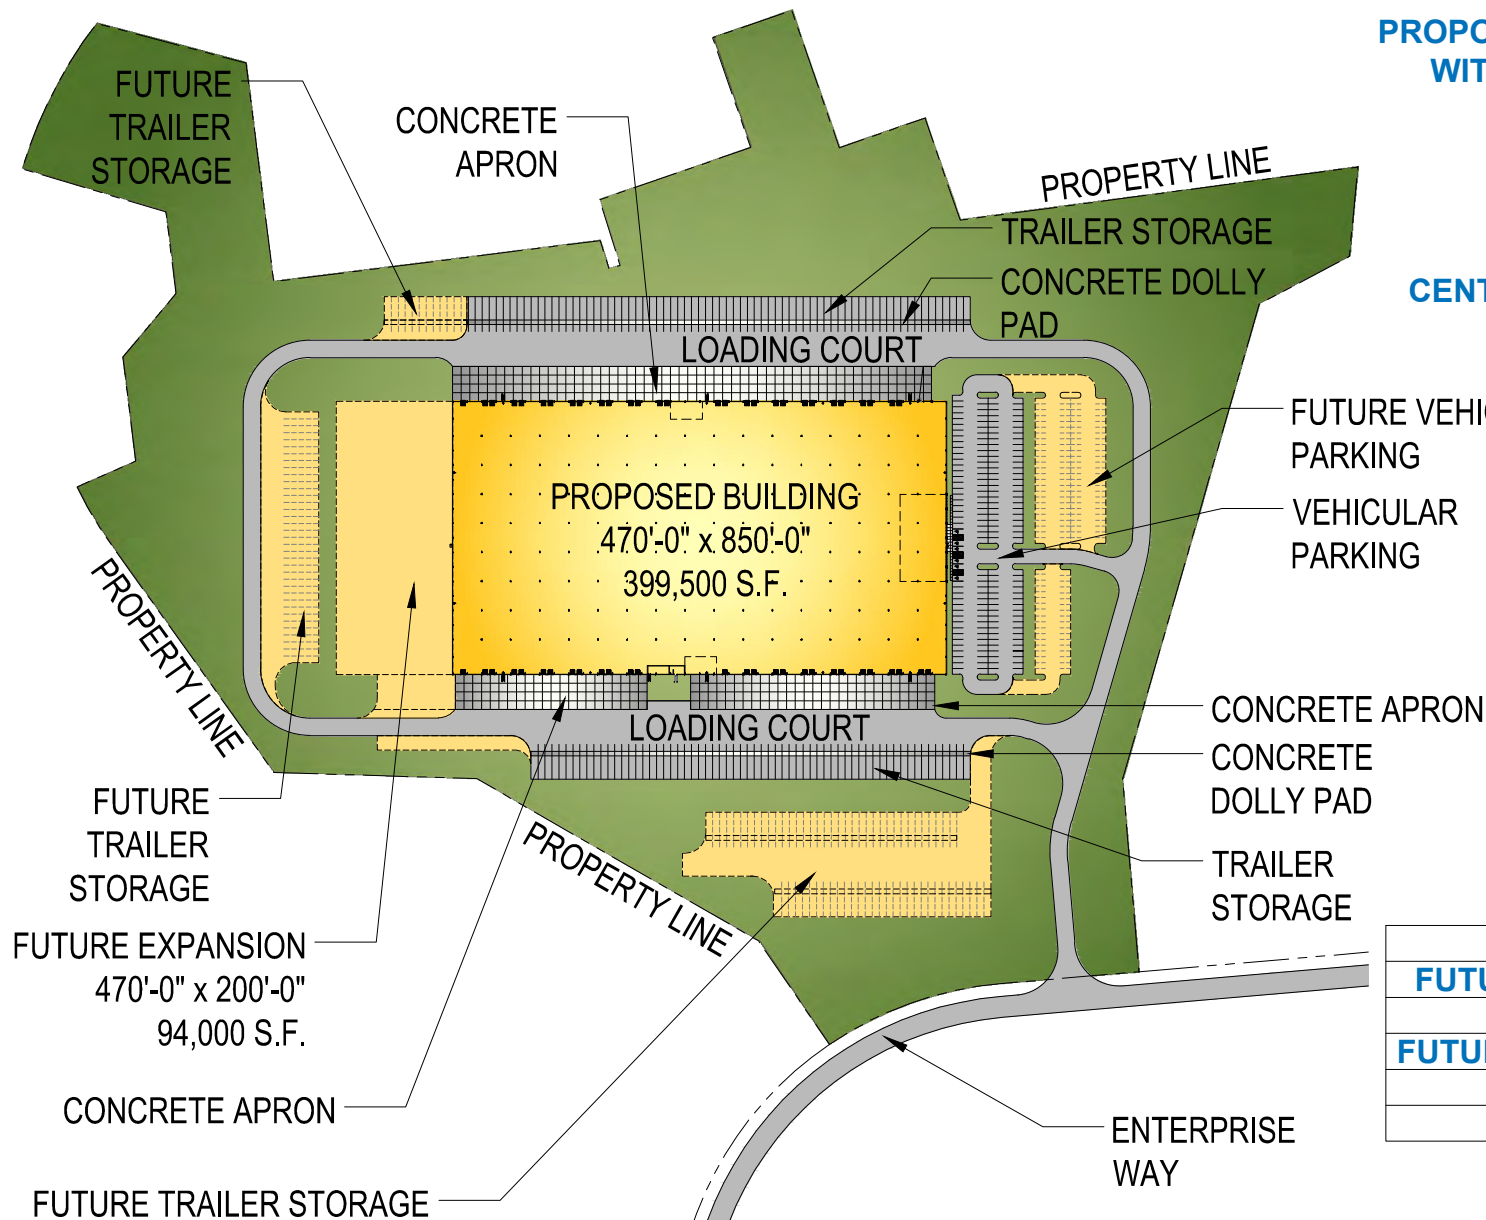 FUTURE
TRAILER
STORAGE
CONCRETE
APRON
PROPERTY LINE
TRAILER STORAGE
CONCRETE DOLLY
PAD
LOADING COURT
FUTURE
PARKING
VEHICULAR
PARKING
PROPOSED BUILDING
470'-0" x 850'-0"
399,500 S.F.
PROPERTY LINE
LOADING COURT
CONCRETE APRON
CONCRETE
DOLLY PAD
TRAILER
STORAGE
FUTURE
TRAILER
STORAGE
PROPERTY LINE
FUTURE EXPANSION
470'-0" x 200'-0"
94,000 S.F.
CONCRETE APRON
FUTURE TRAILER STORAGE
ENTERPRISE
WAY